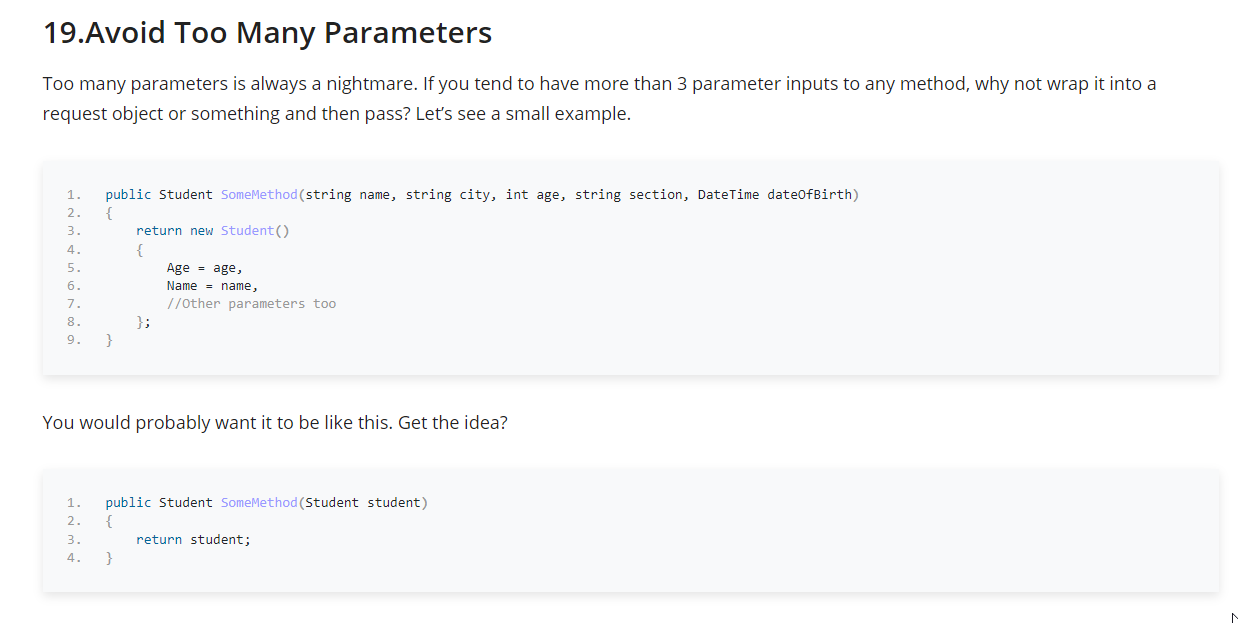 19.Avoid Too Many Parameters
Too many parameters is always a nightmare. If you tend to have more than 3 parameter inputs to any method, why not wrap it into a
request object or something and then pass? Let’s see a small example.
1. public Student SomeMethod(string name, string city, int age, string section, DateTime dateOfBirth)
2. {
3.     return new Student()
4.     {
5.         Age = age,
6.         Name = name,
7.         //Other parameters too
8.     };
9. }
You would probably want it to be like this. Get the idea?
1. public Student SomeMethod(Student student)
2. {
3.     return student;
4. }